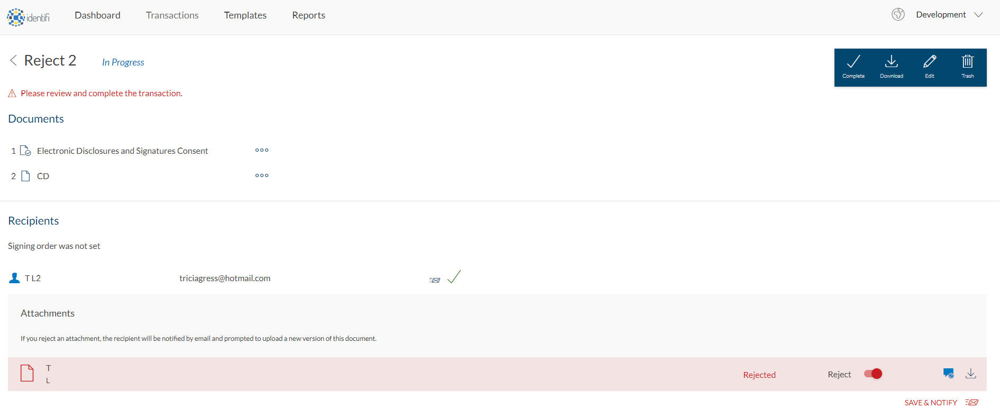 identifi Dashboard Transactions Templates Reports Development
Reject 2 In Progress
Complete Download Edit Trash
Please review and complete the transaction.
Documents
1 Electronic Disclosures and Signatures Consent
2 CD
Recipients
Signing order was not set
T L2 triciagress@hotmail.com
Attachments
If you reject an attachment, the recipient will be notified by email and prompted to upload a new version of this document.
T
L
Rejected Reject
SAVE & NOTIFY